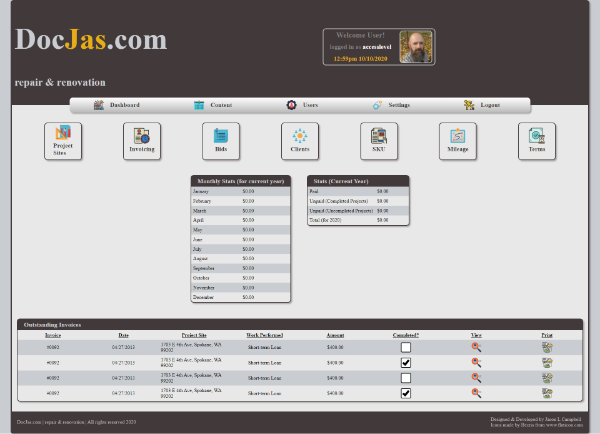 DocJas.com
repair & renovation
Welcome User!
logged in as accesslevel
12:59pm 10/10/2020
Dashboard Content Users Settings Logout
Project Sites
Invoicing
Bids
Clients
SKU
Mileage
Terms
Monthly Stats (for current year)
January $0.00
February $0.00
March $0.00
April $0.00
May $0.00
June $0.00
July $0.00
August $0.00
September $0.00
October $0.00
November $0.00
December $0.00
Stats (Current Year)
Paid $0.00
Unpaid (Completed Projects) $0.00
Unpaid (Uncompleted Projects) $0.00
Total (for 2020) $0.00
Outstanding Invoices
Invoice Date Project Site Work Performed Amount Completed? View Print
#0092 04/27/2013 1703 E 4th Ave, Spokane, WA 99202 Short-term Loan $400.00
#0092 04/27/2013 1703 E 4th Ave, Spokane, WA 99202 Short-term Loan $400.00
#0092 04/27/2013 1703 E 4th Ave, Spokane, WA 99202 Short-term Loan $400.00
#0092 04/27/2013 1703 E 4th Ave, Spokane, WA 99202 Short-term Loan $400.00
DocJas.com | repair & renovation | All rights reserved 2020
Designed & Developed by Jason L Campbell
Icons made by Becris from www.flaticon.com